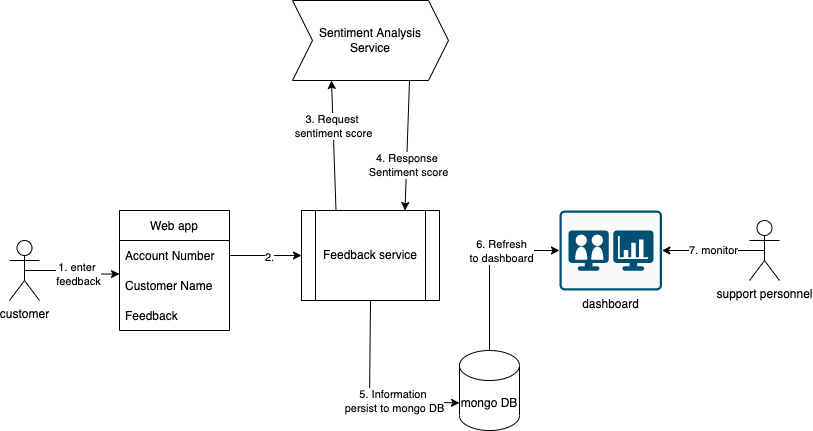 Sentiment Analysis
Service
3. Request
sentiment score
4. Response
Sentiment score
Web app
Account Number
Customer Name
Feedback
1. enter
feedback
customer
2.
Feedback service
6. Refresh
to dashboard
dashboard
7. monitor
support personnel
5. Information
persist to mongo DB
mongo DB